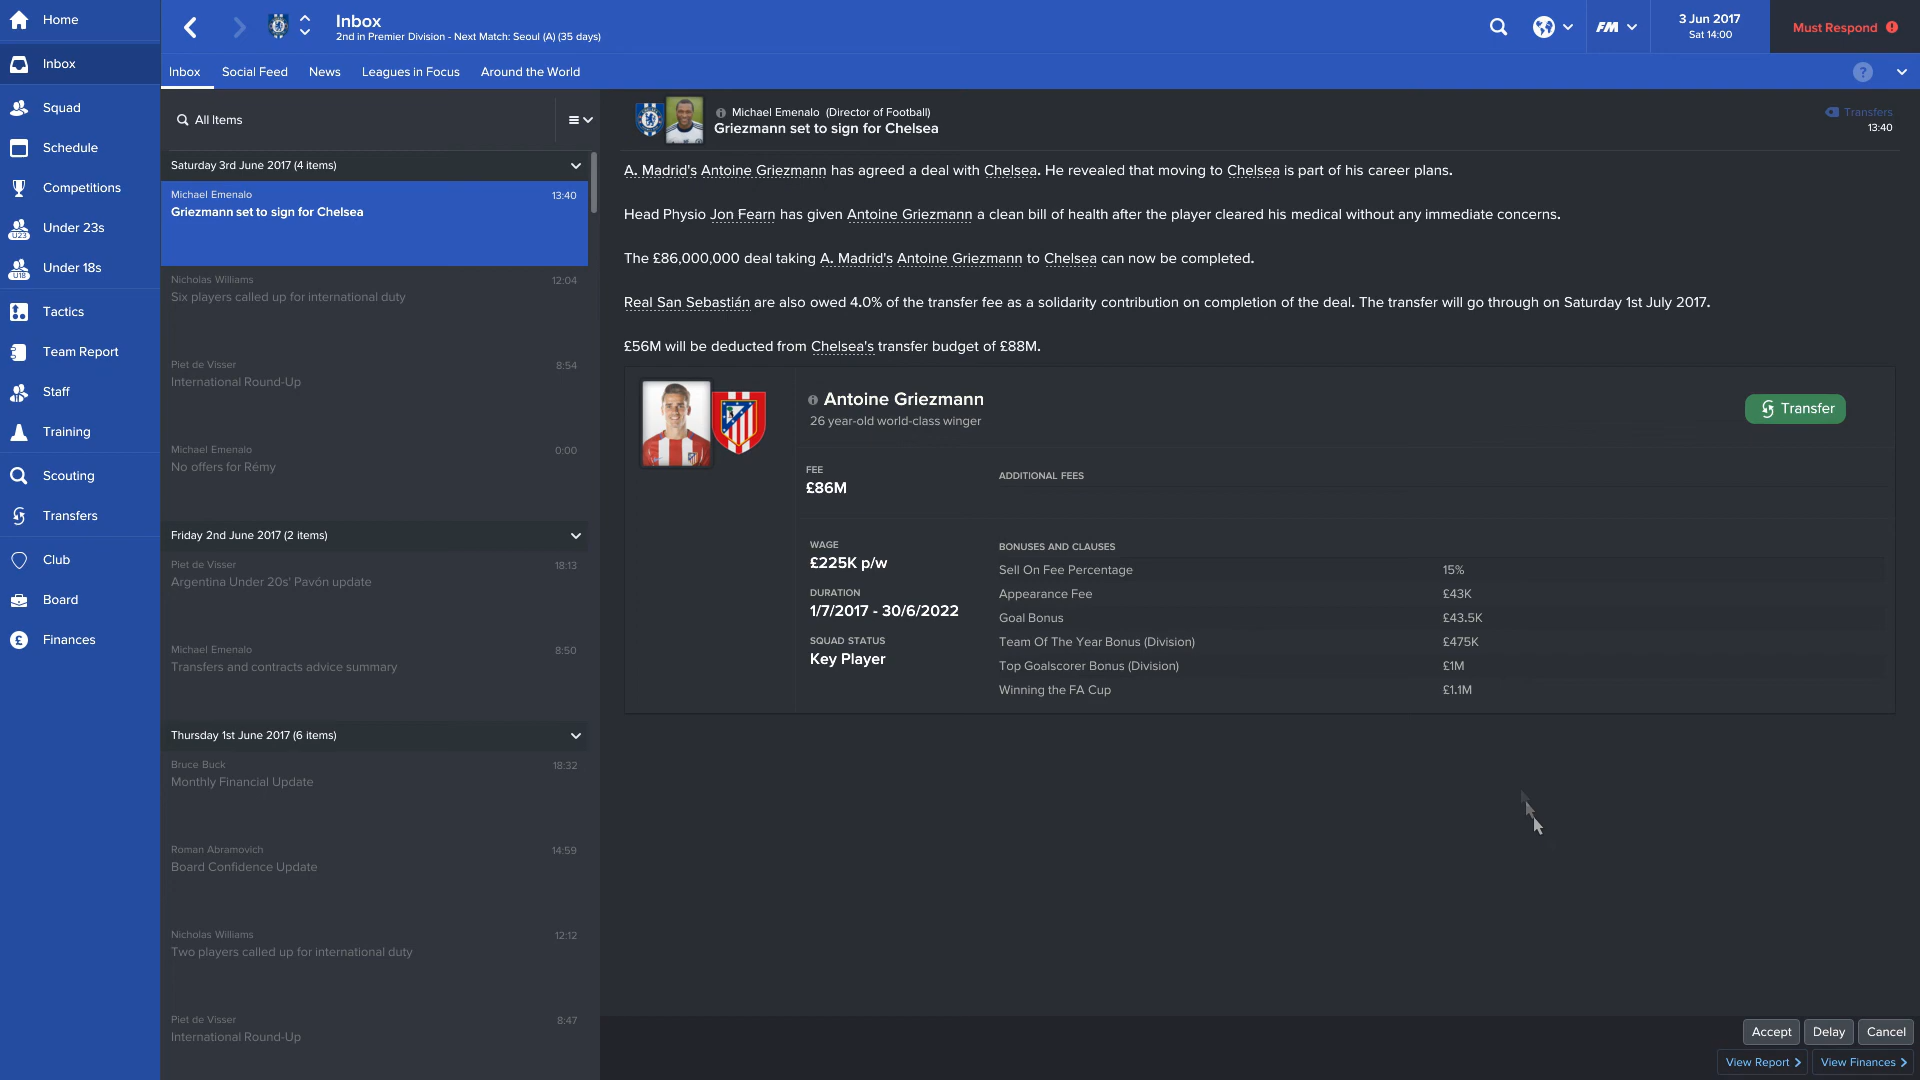 Home
Inbox
Squad
Schedule
Competitions
Under 23s
Under 18s
Tactics
Team Report
Staff
Training
Scouting
Transfers
Club
Board
Finances
Inbox
2nd in Premier Division - Next Match: Seoul (A) (35 days)
FM
3 Jun 2017
Sat 14:00
Must Respond
Inbox
Social Feed
News
Leagues in Focus
Around the World
All Items
Saturday 3rd June 2017 (4 items)
Michael Emenalo 13:40
Griezmann set to sign for Chelsea
Nicholas Williams 12:04
Six players called up for international duty
Piet de Visser 8:54
International Round-Up
Michael Emenalo 0:00
No offers for Rémy
Friday 2nd June 2017 (2 items)
Piet de Visser 18:13
Argentina Under 20s' Pavón update
Michael Emenalo 8:50
Transfers and contracts advice summary
Thursday 1st June 2017 (6 items)
Bruce Buck 18:32
Monthly Financial Update
Roman Abramovich 14:59
Board Confidence Update
Nicholas Williams 12:12
Two players called up for international duty
Piet de Visser 8:47
International Round-Up
Michael Emenalo (Director of Football)
Griezmann set to sign for Chelsea
Transfers
13:40
A. Madrid's Antoine Griezmann has agreed a deal with Chelsea. He revealed that moving to Chelsea is part of his career plans.
Head Physio Jon Fearn has given Antoine Griezmann a clean bill of health after the player cleared his medical without any immediate concerns.
The £86,000,000 deal taking A. Madrid's Antoine Griezmann to Chelsea can now be completed.
Real San Sebastián are also owed 4.0% of the transfer fee as a solidarity contribution on completion of the deal. The transfer will go through on Saturday 1st July 2017.
£56M will be deducted from Chelsea's transfer budget of £88M.
Antoine Griezmann
26 year-old world-class winger
Transfer
FEE
£86M
ADDITIONAL FEES
WAGE
£225K p/w
DURATION
1/7/2017 - 30/6/2022
SQUAD STATUS
Key Player
BONUSES AND CLAUSES
Sell On Fee Percentage 15%
Appearance Fee £43K
Goal Bonus £43.5K
Team Of The Year Bonus (Division) £475K
Top Goalscorer Bonus (Division) £1M
Winning the FA Cup £1.1M
Accept
Delay
Cancel
View Report
View Finances